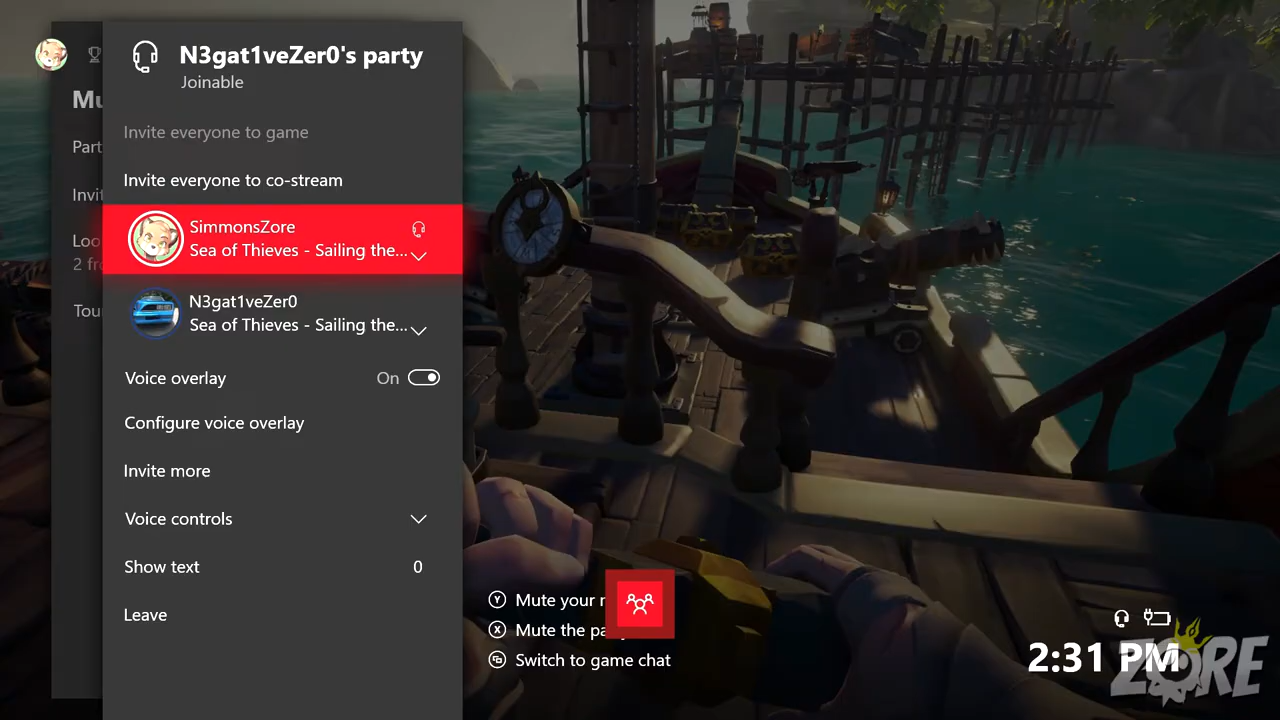 N3gat1veZer0's party
Joinable
Mu
Invite everyone to game
Part
Invite everyone to co-stream
Invi
SimmonsZore
Sea of Thieves - Sailing the...
Loo
2 fr
N3gat1veZer0
Sea of Thieves - Sailing the...
Tou
Voice overlay On
Configure voice overlay
Invite more
Voice controls
Show text 0
Leave
Y Mute your
X Mute the pa
Switch to game chat
2:31 PM
ZORE